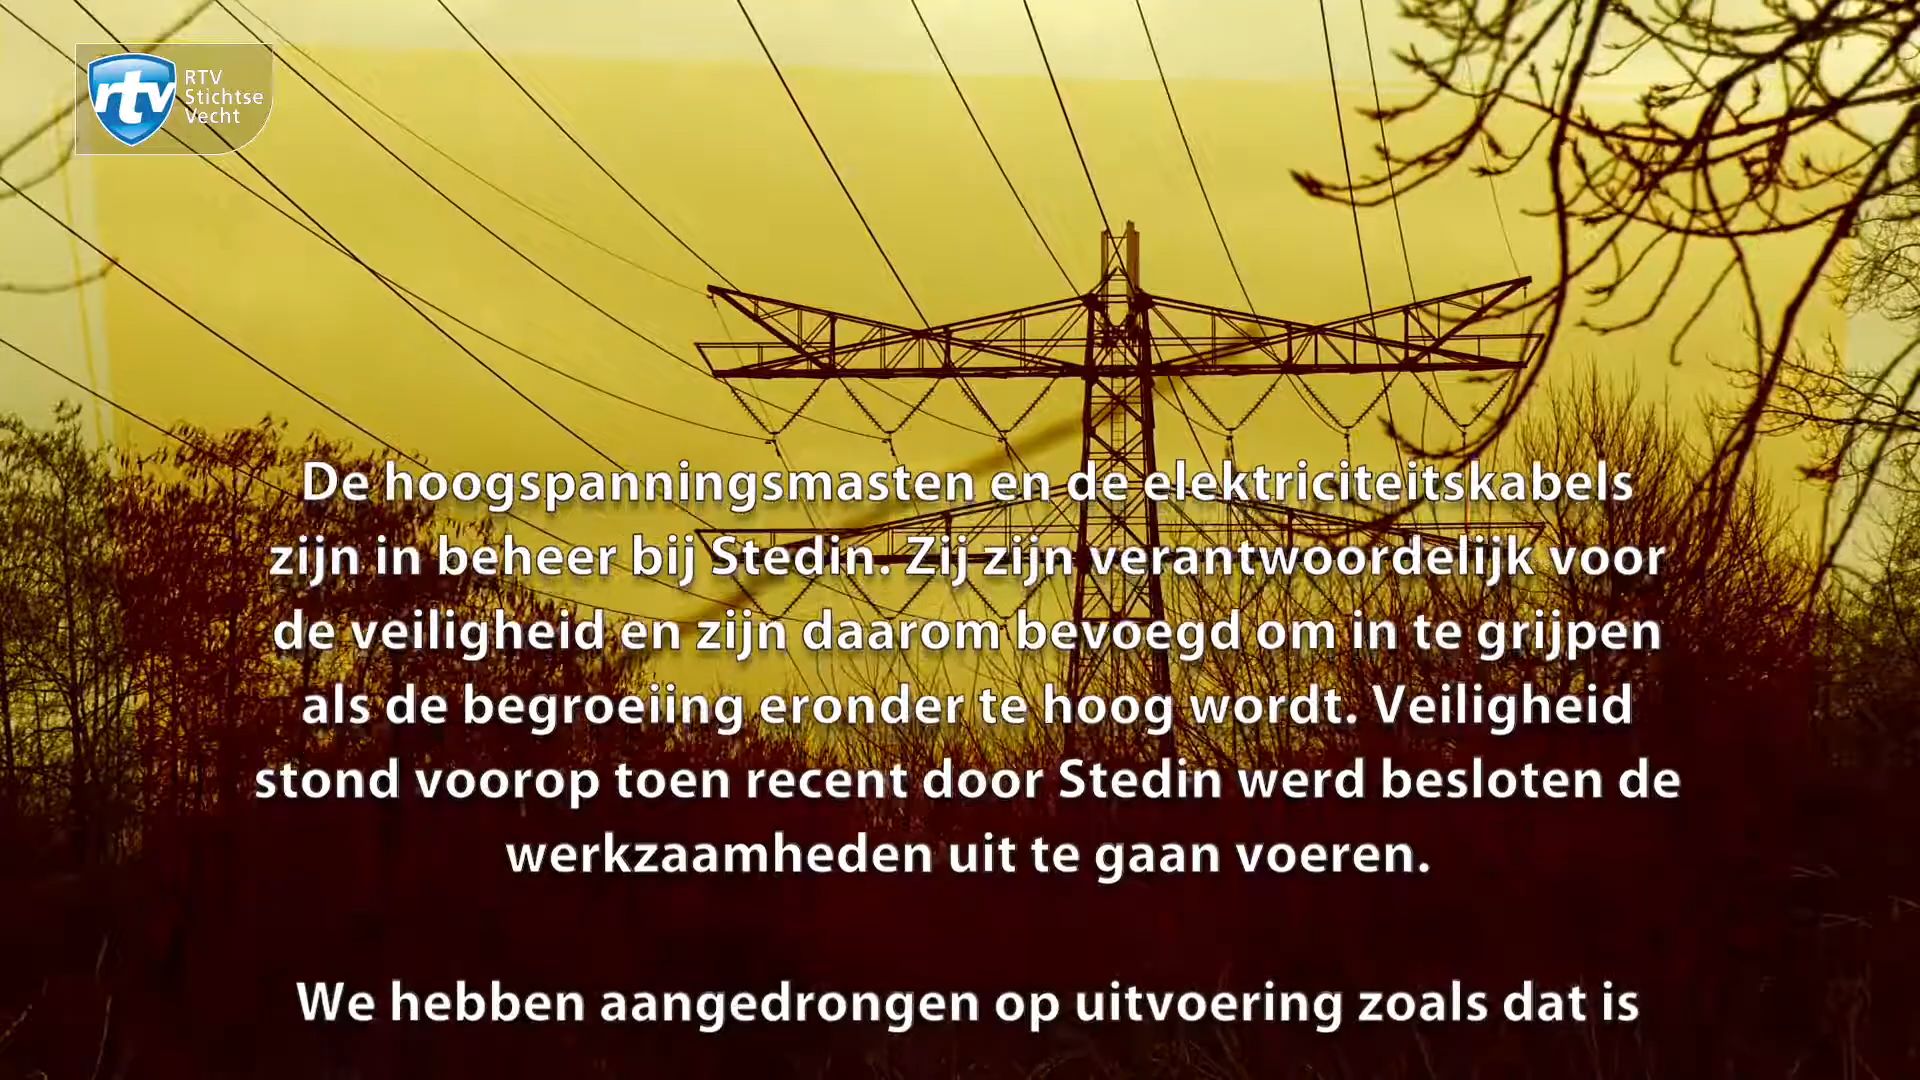 rtv
RTV
Stichtse
Vecht
De hoogspanningsmasten en de elektriciteitskabels
zijn in beheer bij Stedin. Zij zijn verantwoordelijk voor
de veiligheid en zijn daarom bevoegd om in te grijpen
als de begroeiing eronder te hoog wordt. Veiligheid
stond voorop toen recent door Stedin werd besloten de
werkzaamheden uit te gaan voeren.
We hebben aangedrongen op uitvoering zoals dat is